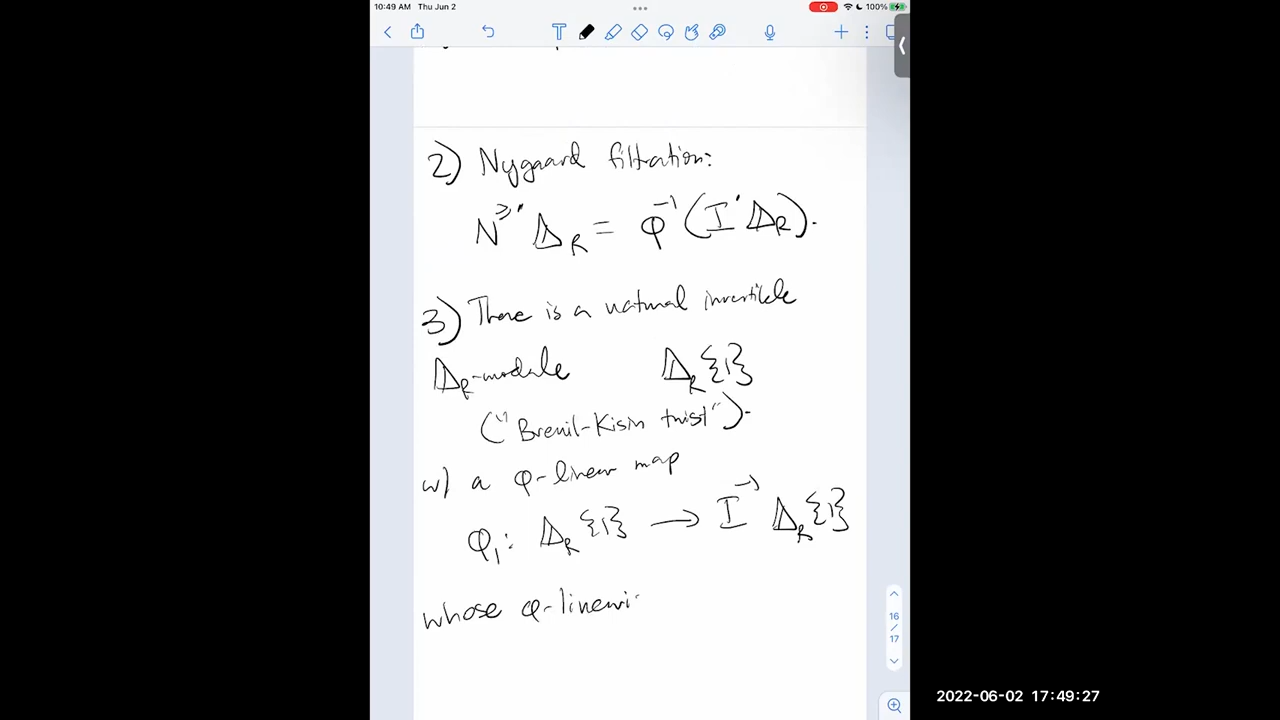 10:49 AM Thu Jun 2
100%
2) Nygaard filtration:
N^{≥•} Δ_R = φ^{-1}(I^• Δ_R).
3) There is a natural invertible
Δ_R-module Δ_R{1}
("Breuil-Kisin twist").
w/ a φ-linear map
φ_1: Δ_R{1} → I^{-1} Δ_R{1}
whose φ-lineari
16
/
17
2022-06-02 17:49:27